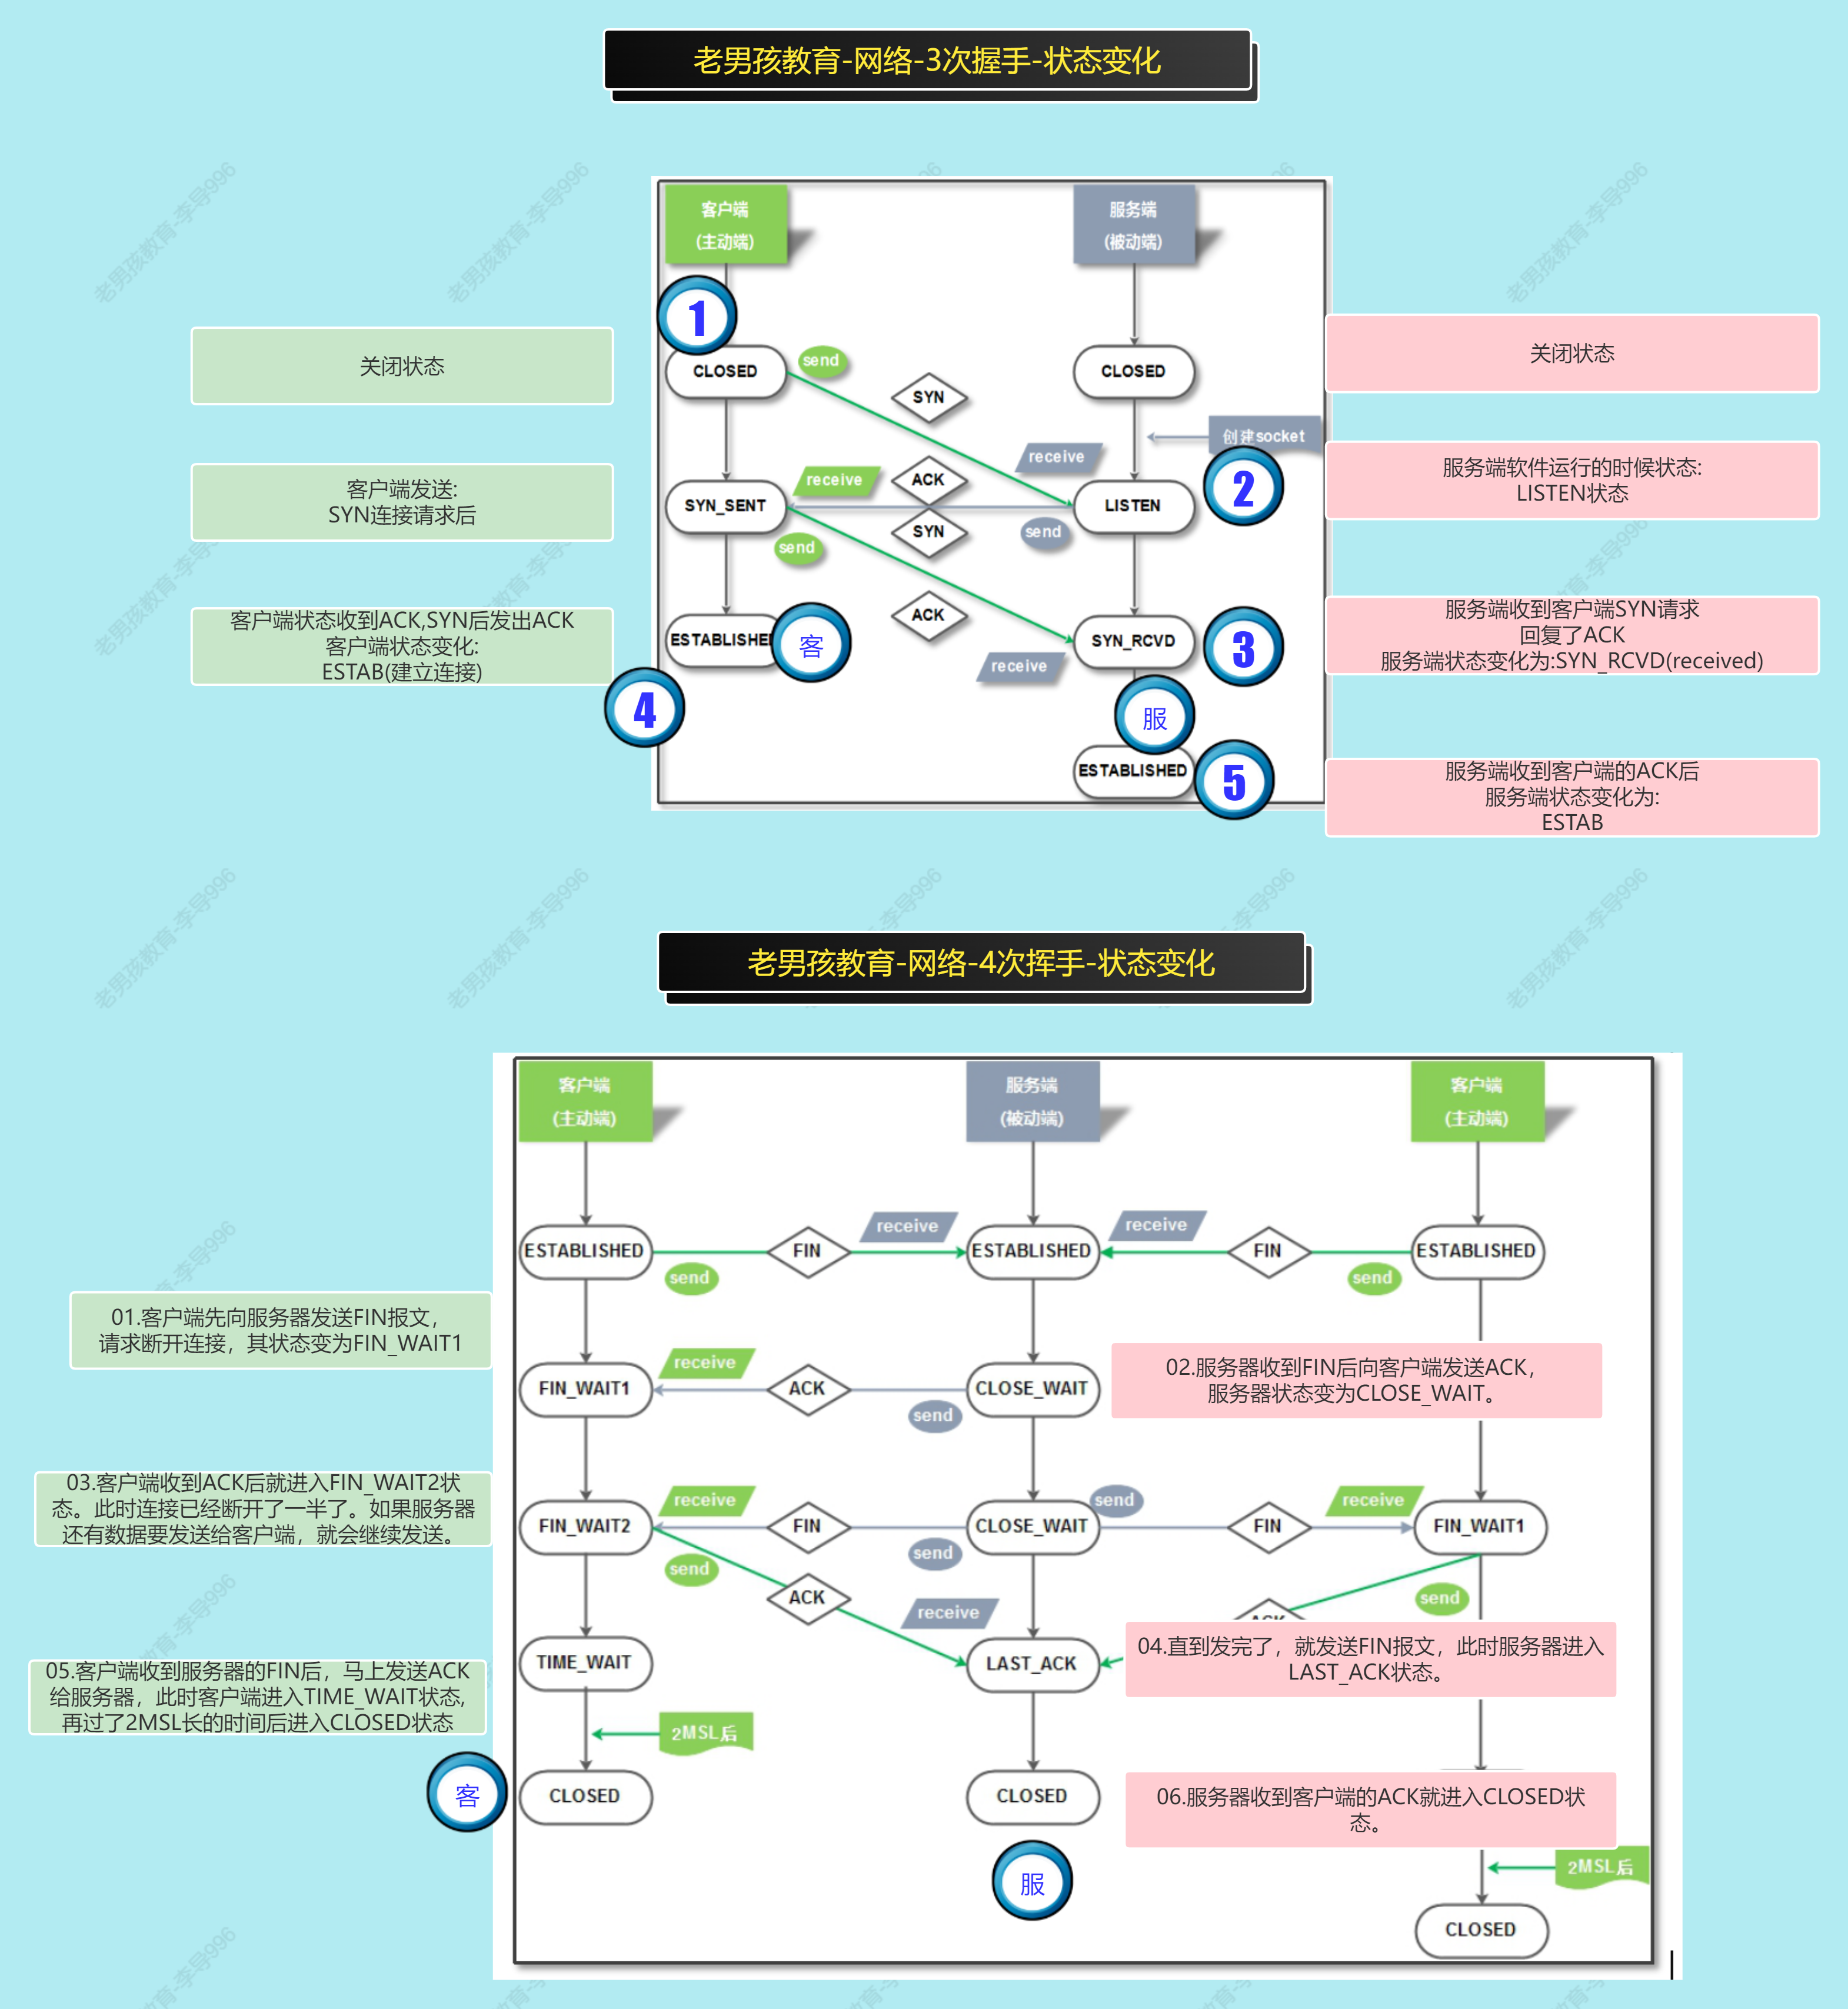 老男孩教育-网络-3次握手-状态变化
客户端
(主动端)
服务端
(被动端)
1
关闭状态
CLOSED
send
SYN
CLOSED
关闭状态
创建socket
receive
客户端发送:
SYN连接请求后
receive
ACK
SYN_SENT
LISTEN
2
服务端软件运行的时候状态:
LISTEN状态
SYN
send
send
客户端状态收到ACK,SYN后发出ACK
客户端状态变化:
ESTAB(建立连接)
4
ESTABLISHED
客
ACK
receive
SYN_RCVD
3
服务端收到客户端SYN请求
回复了ACK
服务端状态变化为:SYN_RCVD(received)
服
ESTABLISHED
5
服务端收到客户端的ACK后
服务端状态变化为:
ESTAB
老男孩教育-网络-4次挥手-状态变化
客户端
(主动端)
服务端
(被动端)
客户端
(主动端)
ESTABLISHED
send
FIN
receive
ESTABLISHED
receive
FIN
send
ESTABLISHED
01.客户端先向服务器发送FIN报文，
请求断开连接，其状态变为FIN_WAIT1
FIN_WAIT1
receive
ACK
send
CLOSE_WAIT
02.服务器收到FIN后向客户端发送ACK，
服务器状态变为CLOSE_WAIT。
03.客户端收到ACK后就进入FIN_WAIT2状
态。此时连接已经断开了一半了。如果服务器
还有数据要发送给客户端，就会继续发送。
FIN_WAIT2
receive
FIN
send
CLOSE_WAIT
send
FIN
receive
FIN_WAIT1
send
ACK
receive
send
04.直到发完了，就发送FIN报文，此时服务器进入
LAST_ACK状态。
05.客户端收到服务器的FIN后，马上发送ACK
给服务器，此时客户端进入TIME_WAIT状态,
再过了2MSL长的时间后进入CLOSED状态
TIME_WAIT
LAST_ACK
2MSL后
客
CLOSED
CLOSED
06.服务器收到客户端的ACK就进入CLOSED状
态。
服
2MSL后
CLOSED
老男孩教育-李导996